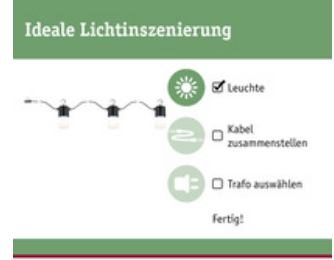 Ideale Lichtinszenierung
Leuchte
Kabel
zusammenstellen
Trafo auswählen
Fertig!